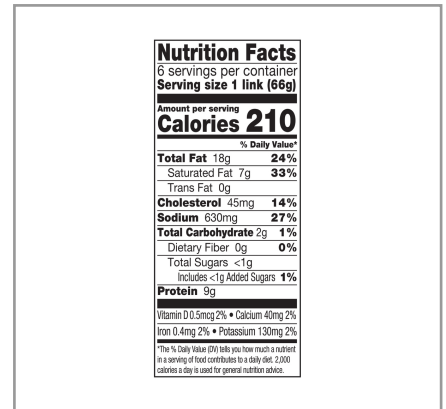 Nutrition Facts
6 servings per container
Serving size 1 link (66g)
Amount per serving
Calories 210
% Daily Value*
Total Fat 18g 24%
Saturated Fat 7g 33%
Trans Fat 0g
Cholesterol 45mg 14%
Sodium 630mg 27%
Total Carbohydrate 2g 1%
Dietary Fiber 0g 0%
Total Sugars <1g
Includes <1g Added Sugars 1%
Protein 9g
Vitamin D 0.5mcg 2% • Calcium 40mg 2%
Iron 0.4mg 2% • Potassium 130mg 2%
*The % Daily Value (DV) tells you how much a nutrient
in a serving of food contributes to a daily diet. 2,000
calories a day is used for general nutrition advice.